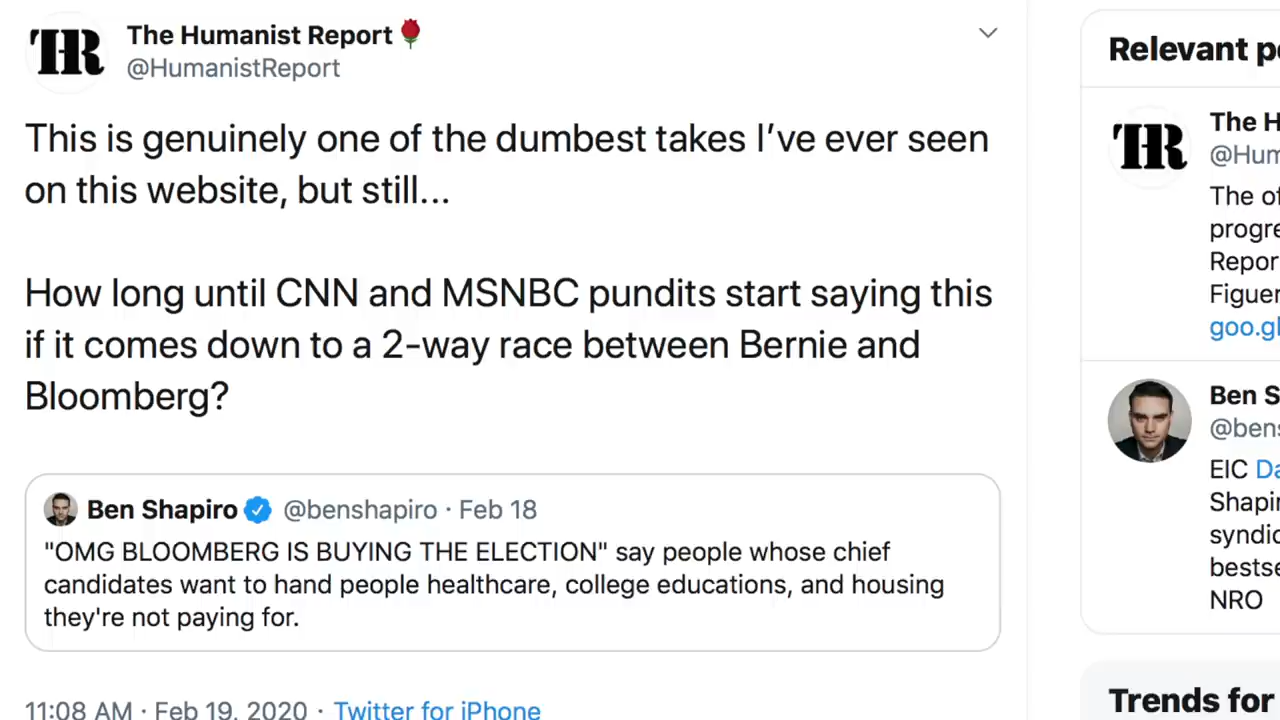 THR
The Humanist Report🌹
@HumanistReport
This is genuinely one of the dumbest takes I’ve ever seen
on this website, but still...
How long until CNN and MSNBC pundits start saying this
if it comes down to a 2-way race between Bernie and
Bloomberg?
Ben Shapiro @benshapiro · Feb 18
"OMG BLOOMBERG IS BUYING THE ELECTION" say people whose chief
candidates want to hand people healthcare, college educations, and housing
they're not paying for.
11:08 AM · Feb 19, 2020 · Twitter for iPhone
Relevant pe
THR
The H
@Hum
The of
progre
Repor
Figuer
goo.gl
Ben S
@bens
EIC Da
Shapir
syndic
bestse
NRO
Trends for